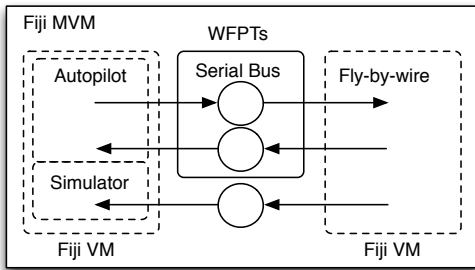 Fiji MVM
WFPTs
Autopilot
Serial Bus
Fly-by-wire
Simulator
Fiji VM
Fiji VM